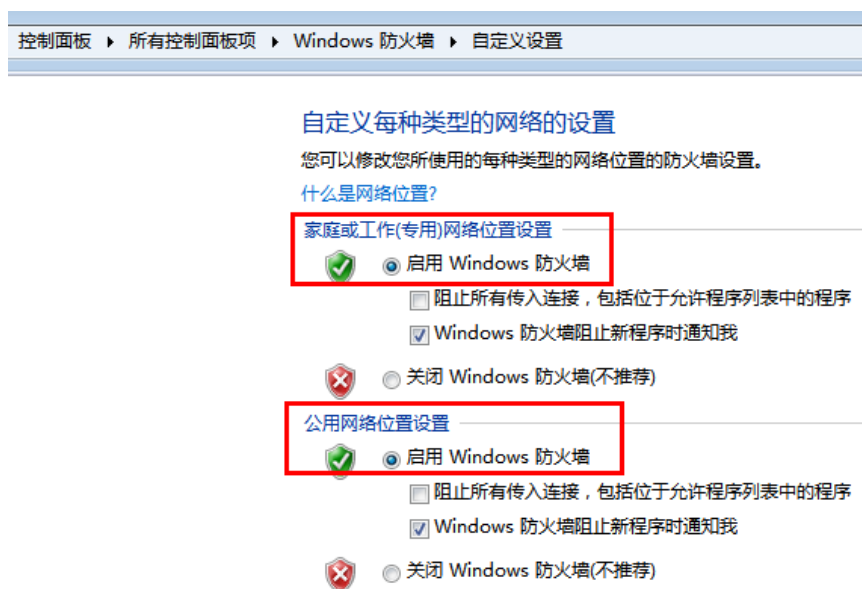 控制面板 ▸ 所有控制面板项 ▸ Windows 防火墙 ▸ 自定义设置
自定义每种类型的网络的设置
您可以修改您所使用的每种类型的网络位置的防火墙设置。
什么是网络位置?
家庭或工作(专用)网络位置设置
启用 Windows 防火墙
阻止所有传入连接，包括位于允许程序列表中的程序
Windows 防火墙阻止新程序时通知我
关闭 Windows 防火墙(不推荐)
公用网络位置设置
启用 Windows 防火墙
阻止所有传入连接，包括位于允许程序列表中的程序
Windows 防火墙阻止新程序时通知我
关闭 Windows 防火墙(不推荐)